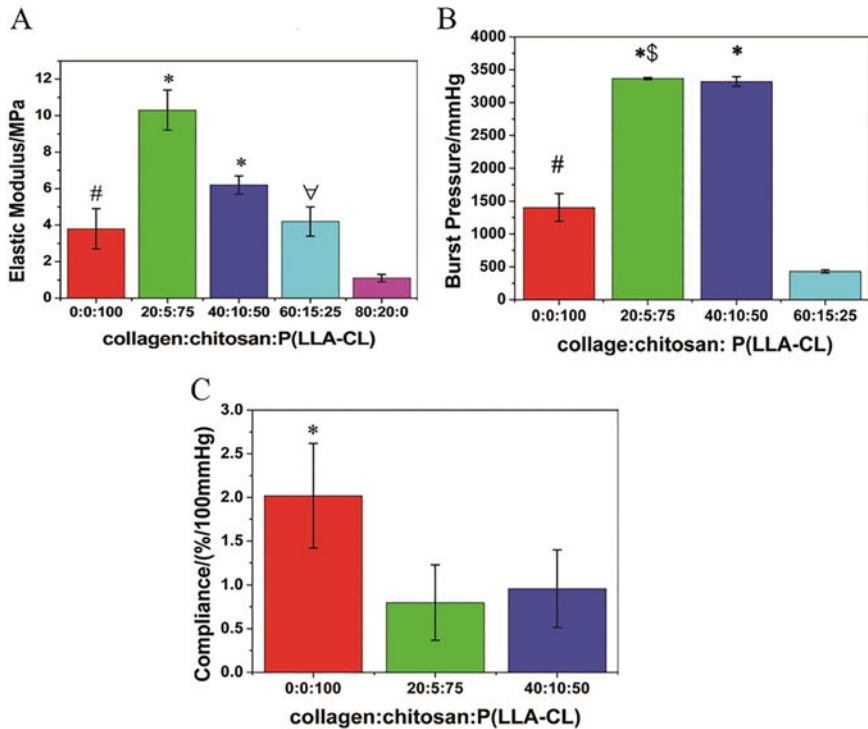 A
Elastic Modulus/MPa
12
10
8
6
4
2
0
#
*
*
∀
0:0:100 20:5:75 40:10:50 60:15:25 80:20:0
collagen:chitosan:P(LLA-CL)
B
Burst Pressure/mmHg
4000
3500
3000
2500
2000
1500
1000
500
0
#
*$
*
0:0:100 20:5:75 40:10:50 60:15:25
collage:chitosan: P(LLA-CL)
C
Compliance/(%/100mmHg)
3.0
2.5
2.0
1.5
1.0
0.5
0.0
*
0:0:100 20:5:75 40:10:50
collagen:chitosan:P(LLA-CL)